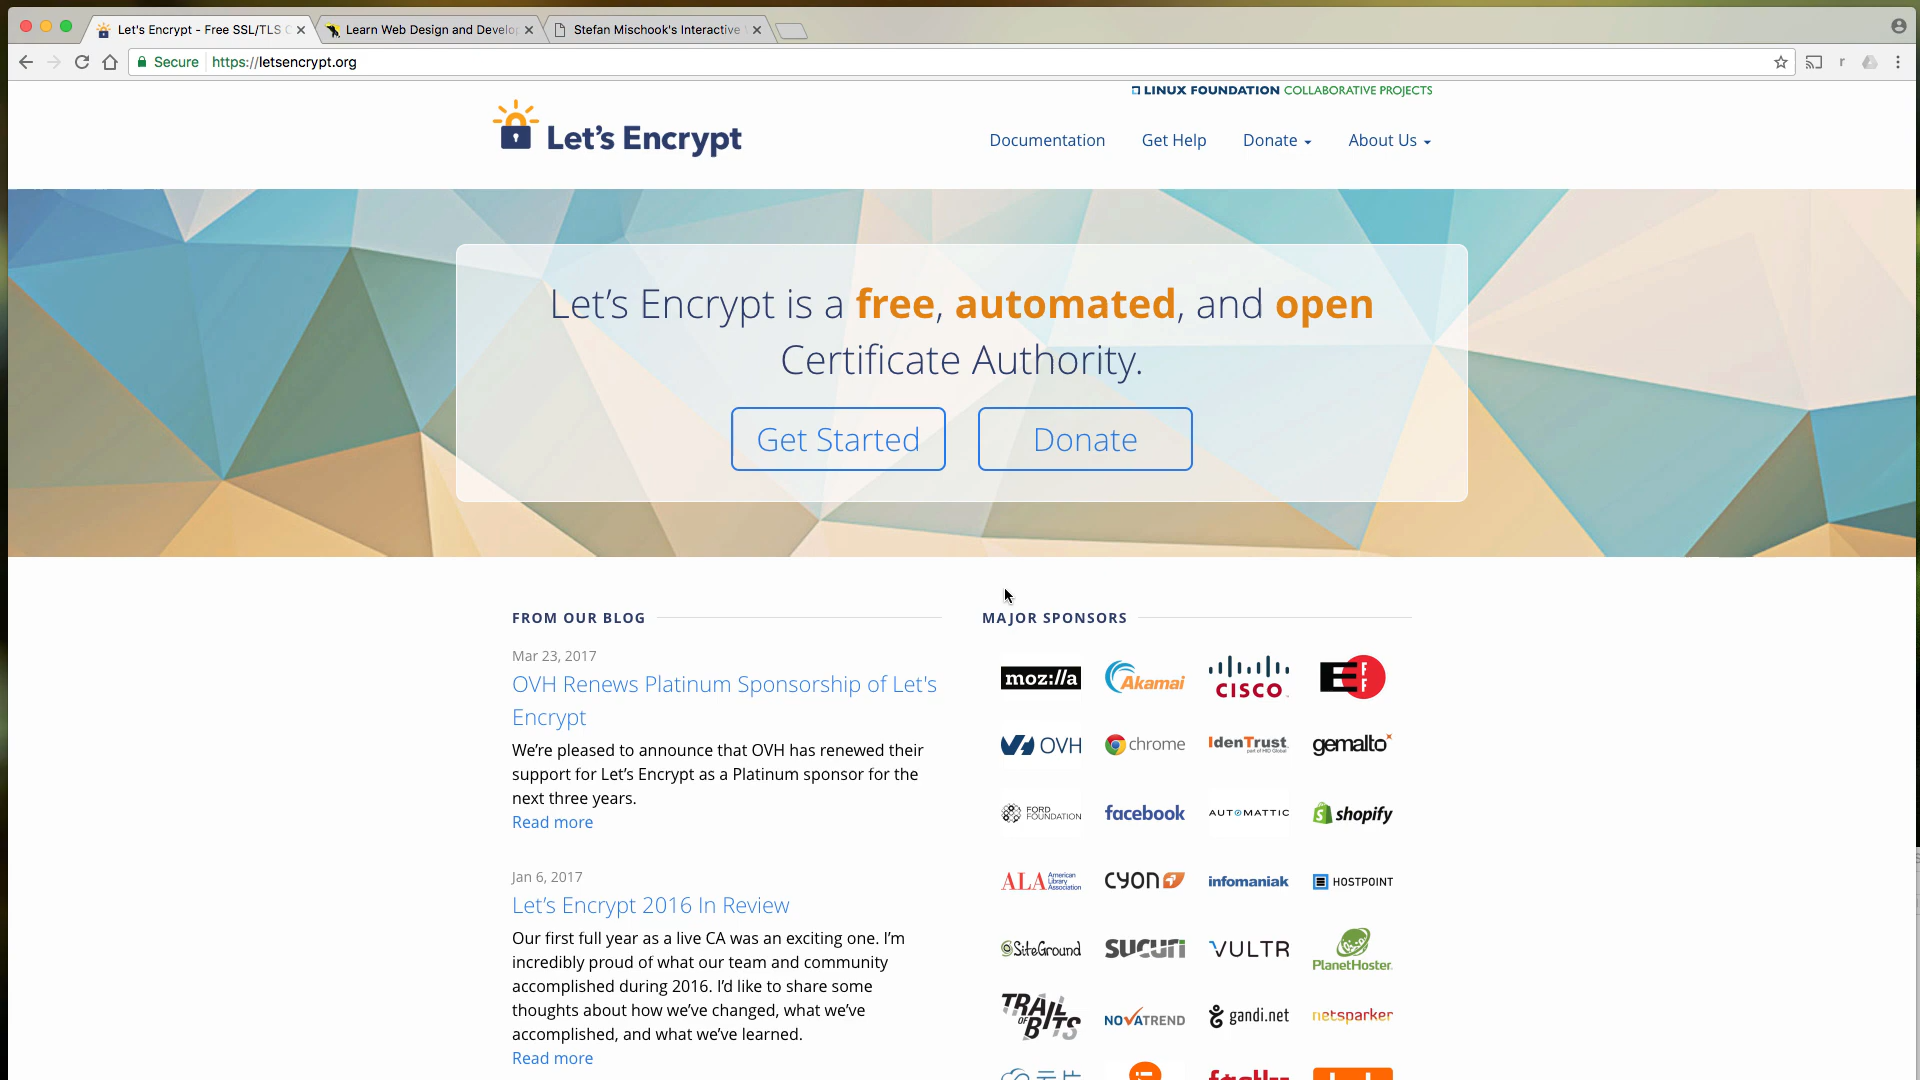 Let's Encrypt - Free SSL/TLS C
Learn Web Design and Develop
Stefan Mischook's Interactive
Secure
https://letsencrypt.org
r
LINUX FOUNDATION COLLABORATIVE PROJECTS
Let's Encrypt
Documentation
Get Help
Donate
About Us
Let's Encrypt is a free, automated, and open
Certificate Authority.
Get Started
Donate
FROM OUR BLOG
Mar 23, 2017
OVH Renews Platinum Sponsorship of Let's
Encrypt
We're pleased to announce that OVH has renewed their
support for Let's Encrypt as a Platinum sponsor for the
next three years.
Read more
Jan 6, 2017
Let's Encrypt 2016 In Review
Our first full year as a live CA was an exciting one. I'm
incredibly proud of what our team and community
accomplished during 2016. I'd like to share some
thoughts about how we've changed, what we've
accomplished, and what we've learned.
Read more
MAJOR SPONSORS
moz://a
Akamai
CISCO
EFF
OVH
chrome
IdenTrust
part of HID Global
gemalto
FORD
FOUNDATION
facebook
AUTOMATTIC
shopify
ALA American
Library
Association
CYON
infomaniak
HOSTPOINT
SiteGround
SUCURI
VULTR
PlanetHoster
TRAIL
OF BITS
NOVATREND
gandi.net
netsparker